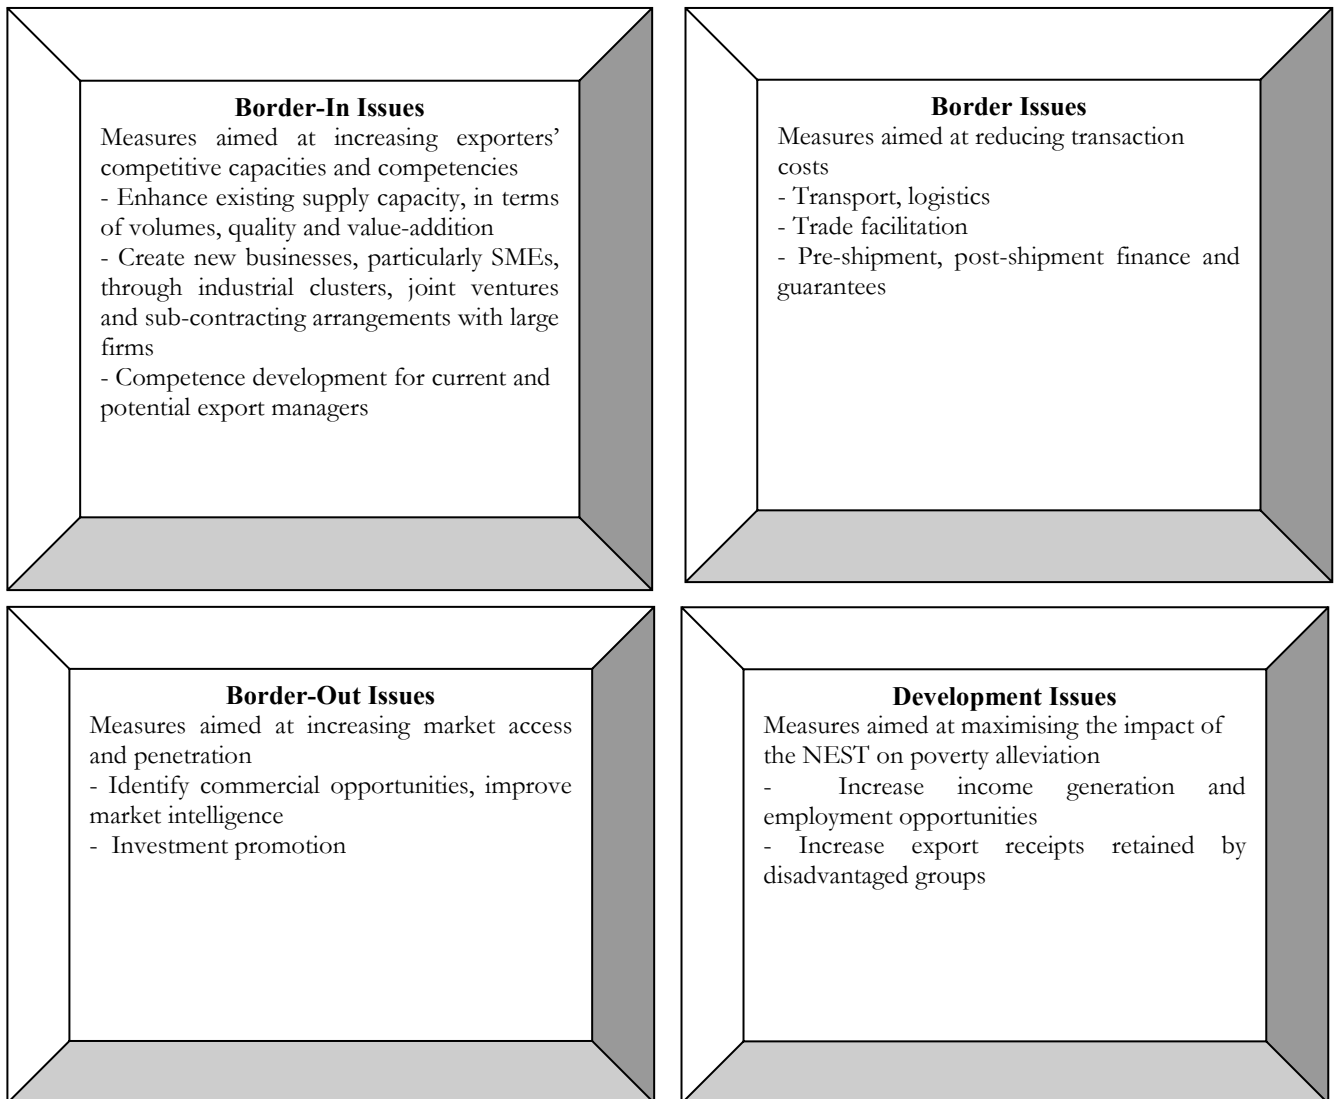 Border-In Issues
Measures aimed at increasing exporters’
competitive capacities and competencies
- Enhance existing supply capacity, in terms
of volumes, quality and value-addition
- Create new businesses, particularly SMEs,
through industrial clusters, joint ventures
and sub-contracting arrangements with large
firms
- Competence development for current and
potential export managers
Border Issues
Measures aimed at reducing transaction
costs
- Transport, logistics
- Trade facilitation
- Pre-shipment, post-shipment finance and
guarantees
Border-Out Issues
Measures aimed at increasing market access
and penetration
- Identify commercial opportunities, improve
market intelligence
- Investment promotion
Development Issues
Measures aimed at maximising the impact of
the NEST on poverty alleviation
- Increase income generation and
employment opportunities
- Increase export receipts retained by
disadvantaged groups